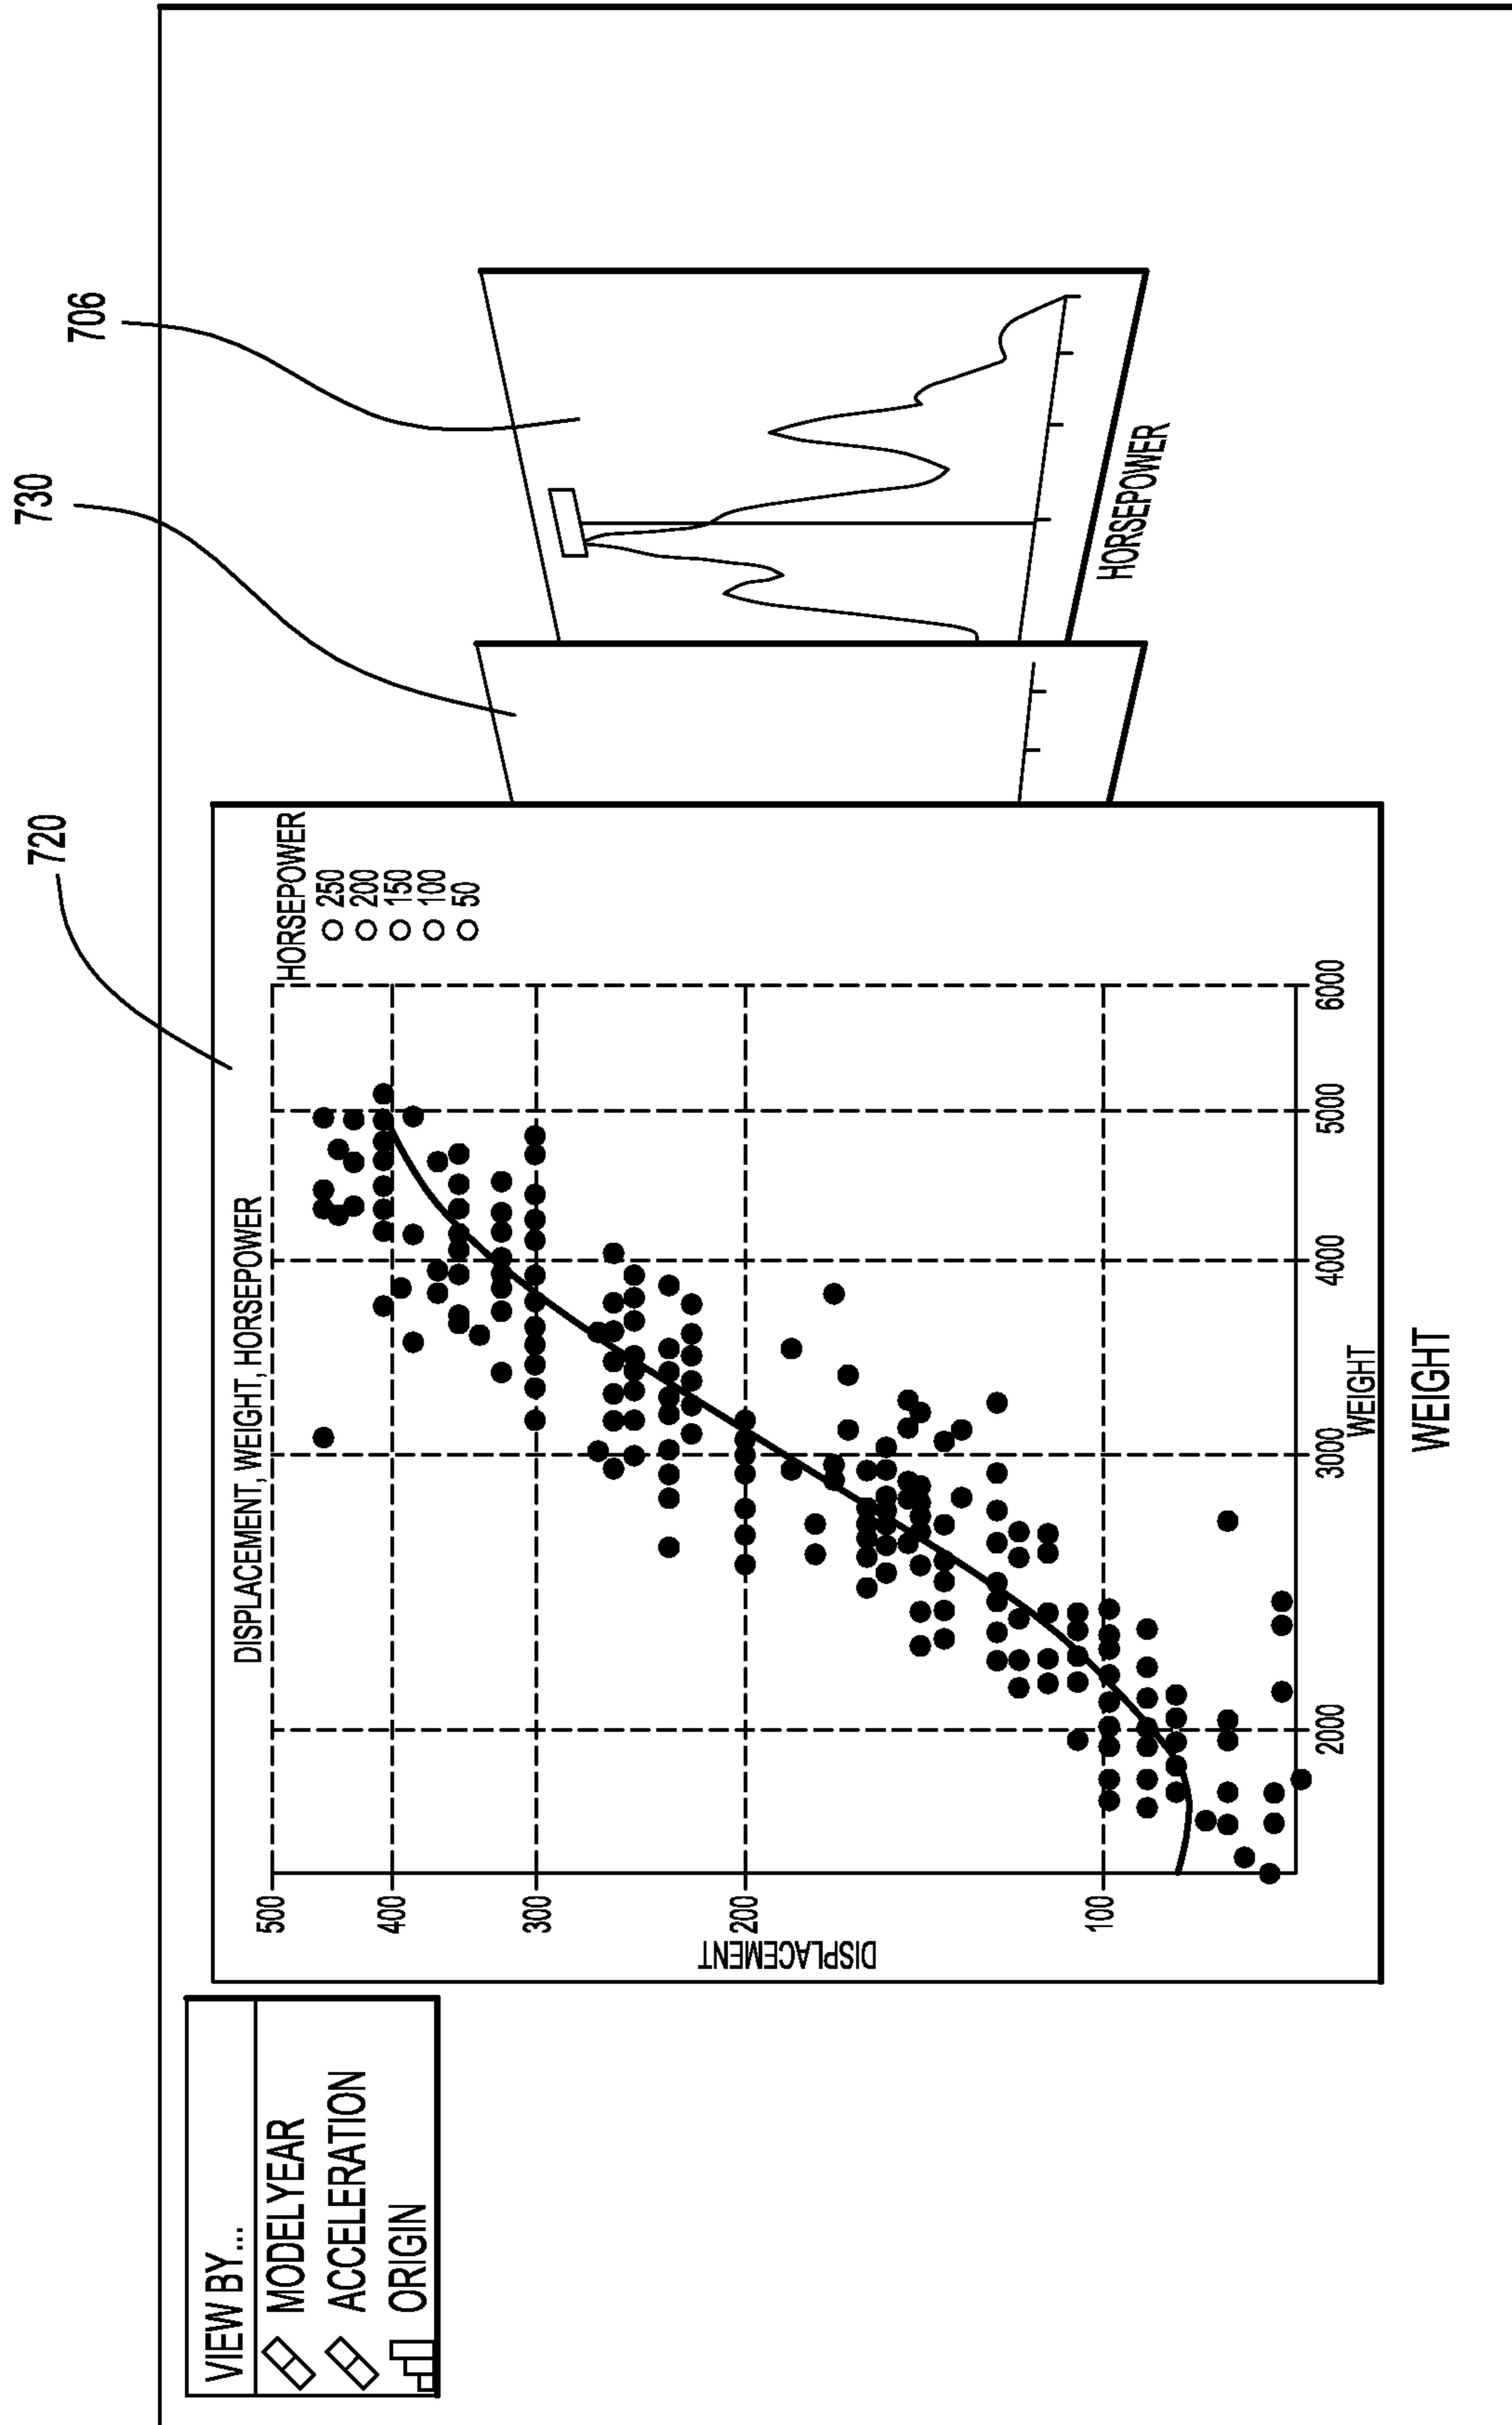 720
730
706
VIEW BY...
MODELYEAR
ACCELERATION
ORIGIN
DISPLACEMENT, WEIGHT, HORSEPOWER
HORSEPOWER
250
200
150
100
50
DISPLACEMENT
500
400
300
200
100
2000
3000
4000
5000
6000
WEIGHT
WEIGHT
HORSEPOWER